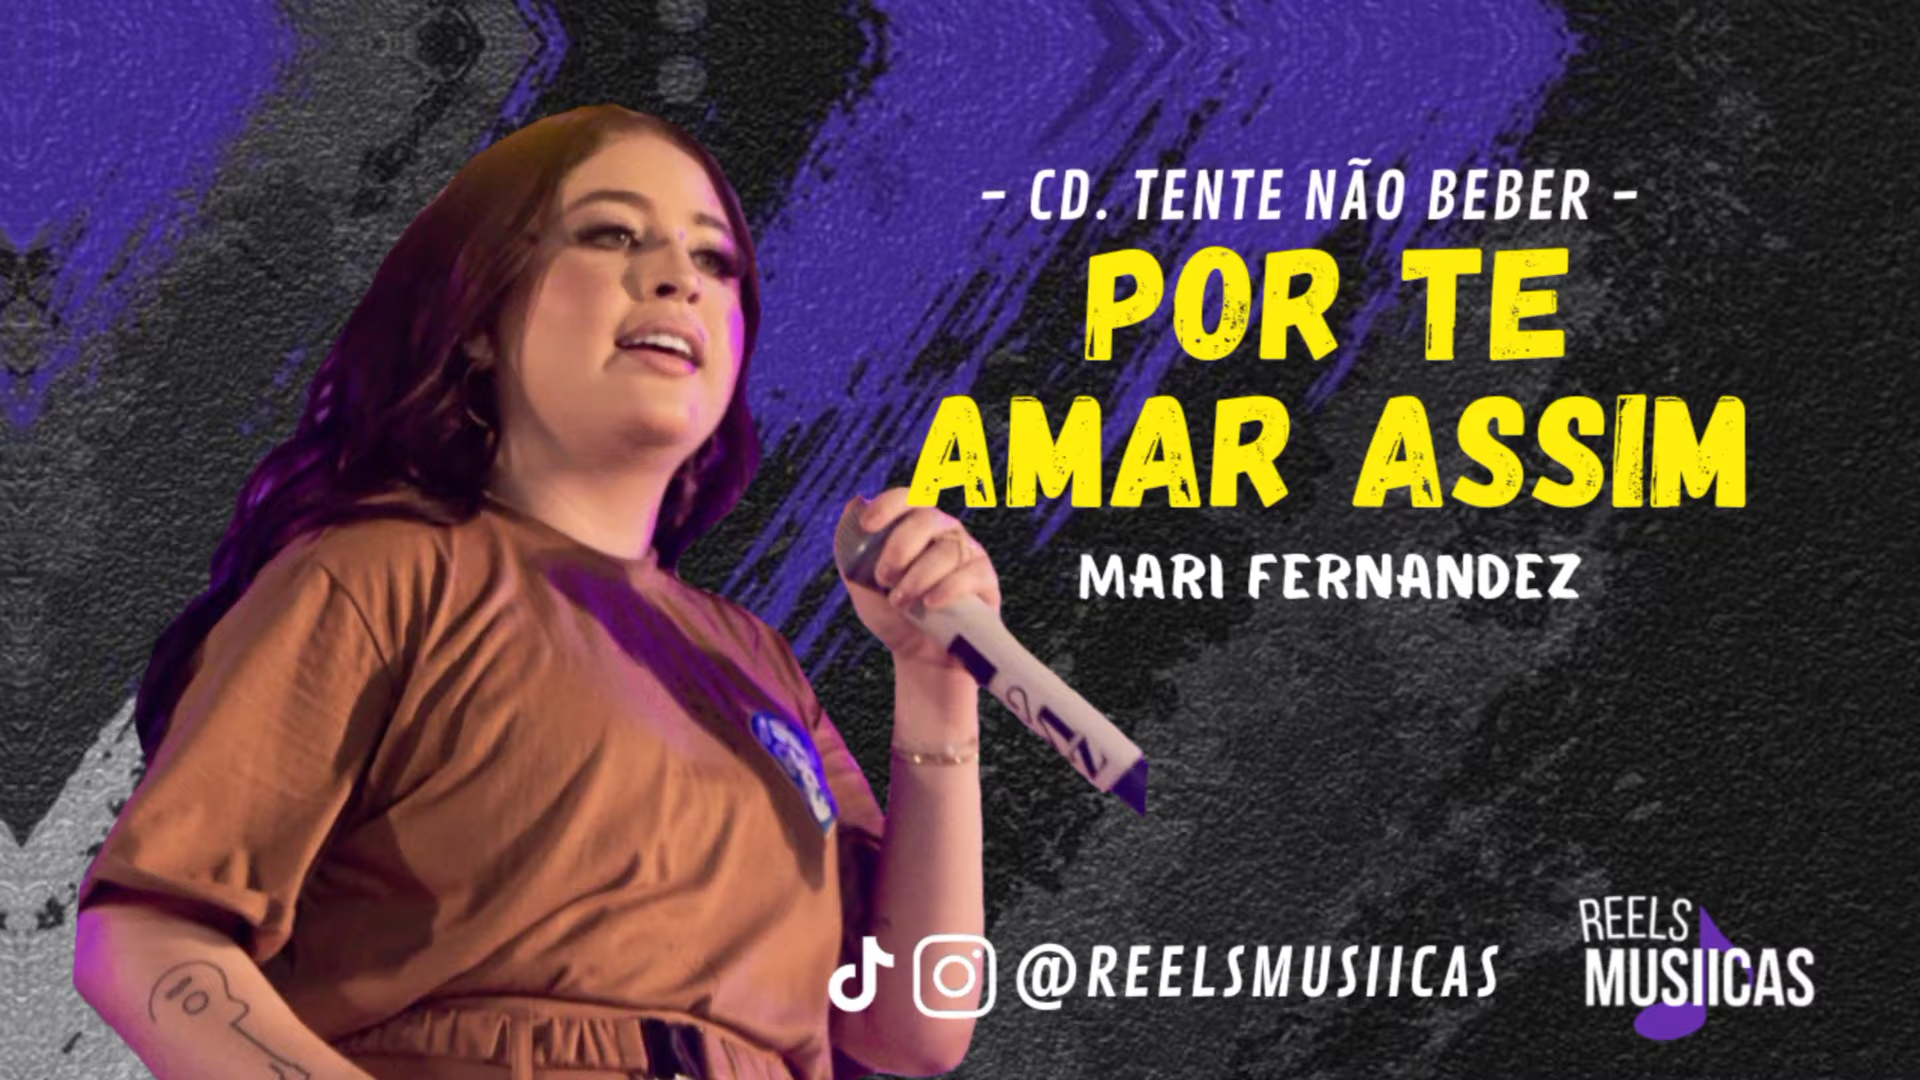 - CD. TENTE NÃO BEBER -
POR TE
AMAR ASSIM
MARI FERNANDEZ
@REELSMUSIICAS
REELS
MUSIICAS